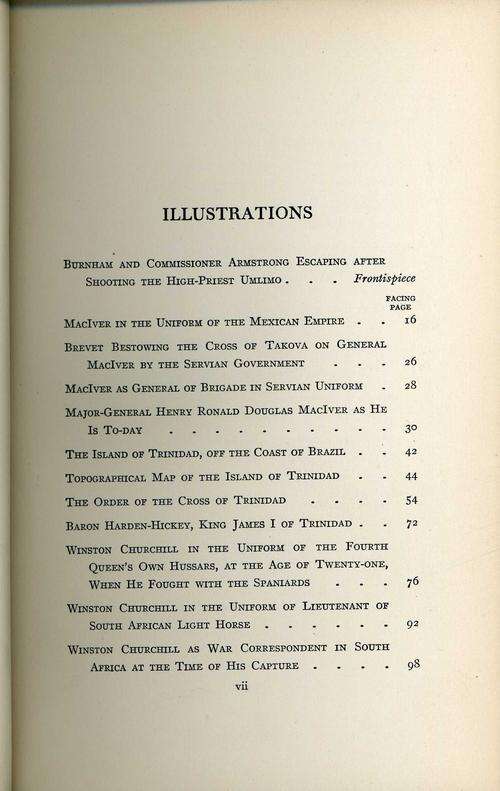 ILLUSTRATIONS
Burnham and Commissioner Armstrong Escaping after
Shooting the High-Priest Umlimo . . . Frontispiece
FACING
PAGE
MacIver in the Uniform of the Mexican Empire . . 16
Brevet Bestowing the Cross of Takova on General
MacIver by the Servian Government . . . 26
MacIver as General of Brigade in Servian Uniform . 28
Major-General Henry Ronald Douglas MacIver as He
Is To-day . . . . . . . . . . 30
The Island of Trinidad, off the Coast of Brazil . . 42
Topographical Map of the Island of Trinidad . . 44
The Order of the Cross of Trinidad . . . . 54
Baron Harden-Hickey, King James I of Trinidad . . 72
Winston Churchill in the Uniform of the Fourth
Queen's Own Hussars, at the Age of Twenty-one,
When He Fought with the Spaniards . . . 76
Winston Churchill in the Uniform of Lieutenant of
South African Light Horse . . . . . . 92
Winston Churchill as War Correspondent in South
Africa at the Time of His Capture . . . . 98
vii